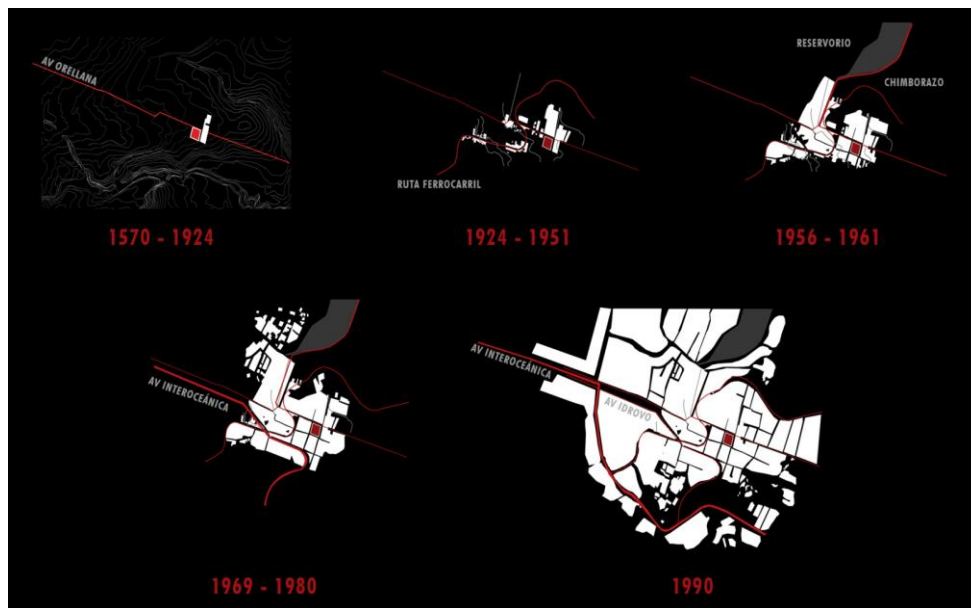 AV ORELLANA
1570 - 1924
RUTA FERROCARRIL
1924 - 1951
RESERVORIO
CHIMBORAZO
1956 - 1961
AV INTEROCEÁNICA
1969 - 1980
AV INTEROCEÁNICA
AV IDROVO
1990